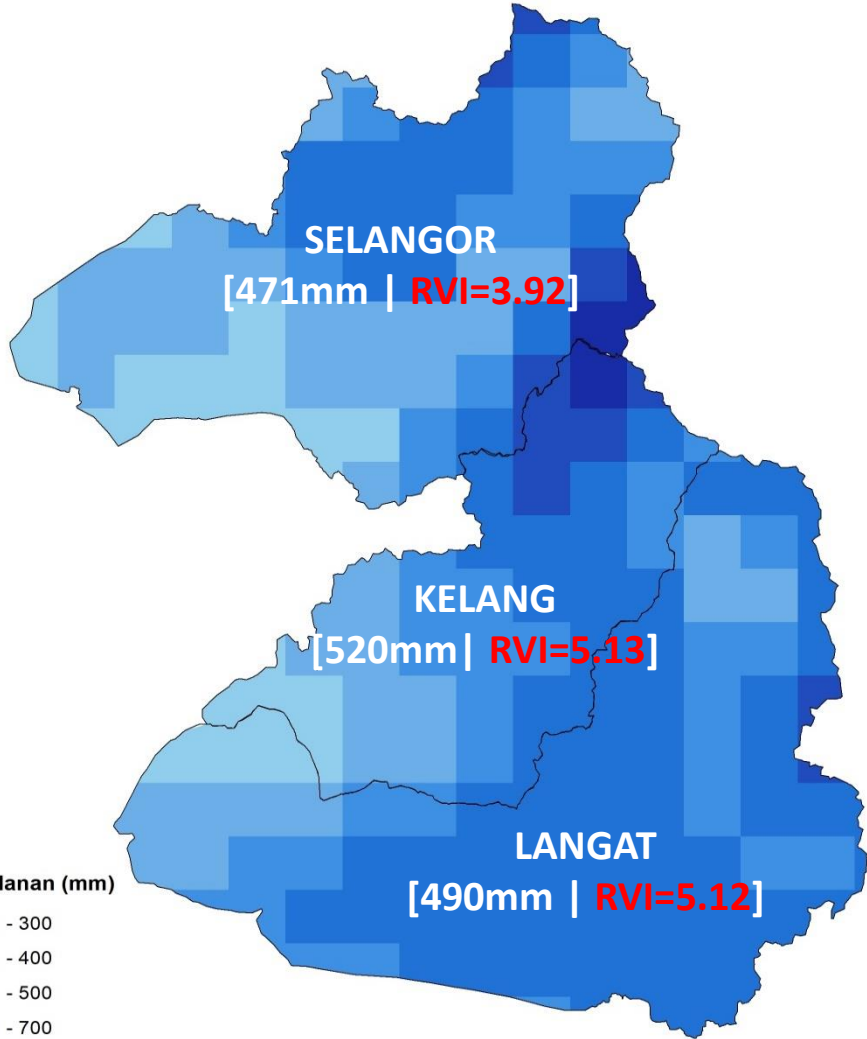 SELANGOR
[471mm | RVI=3.92]
KELANG
[520mm| RVI=5.13]
LANGAT
[490mm | RVI=5.12]
(mm)
- 300
- 400
- 500
- 700